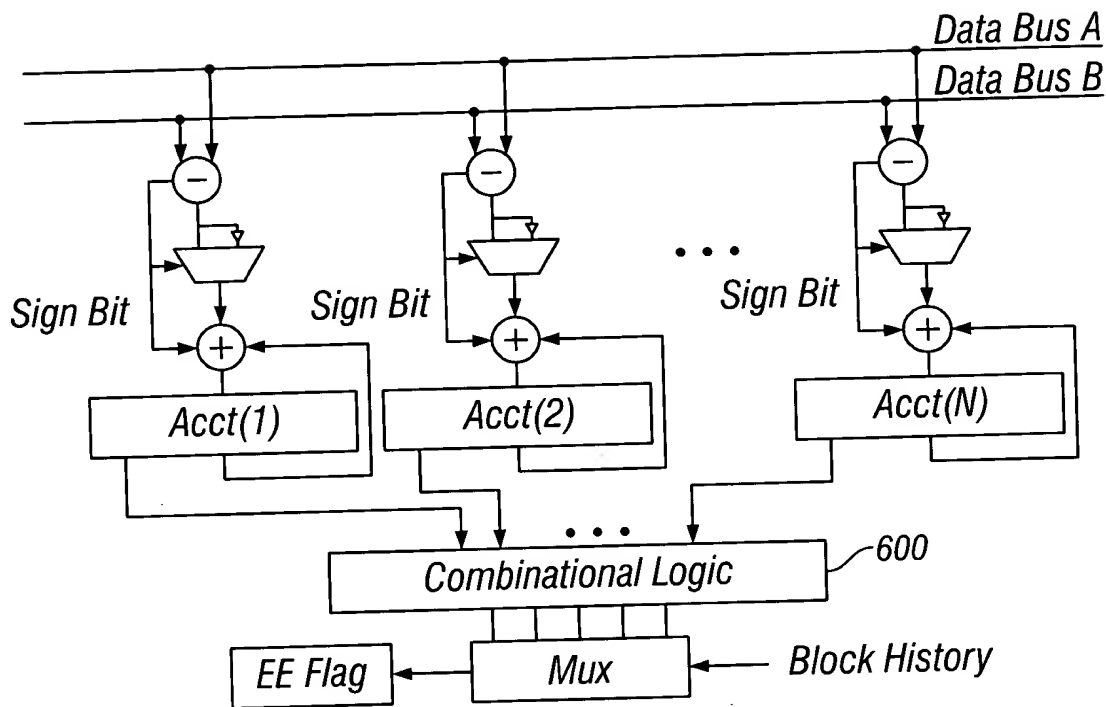 Data Bus A
Data Bus B
−
−
−
Sign Bit
Sign Bit
Sign Bit
+
+
+
Acct(1)
Acct(2)
Acct(N)
Combinational Logic
600
EE Flag
Mux
Block History